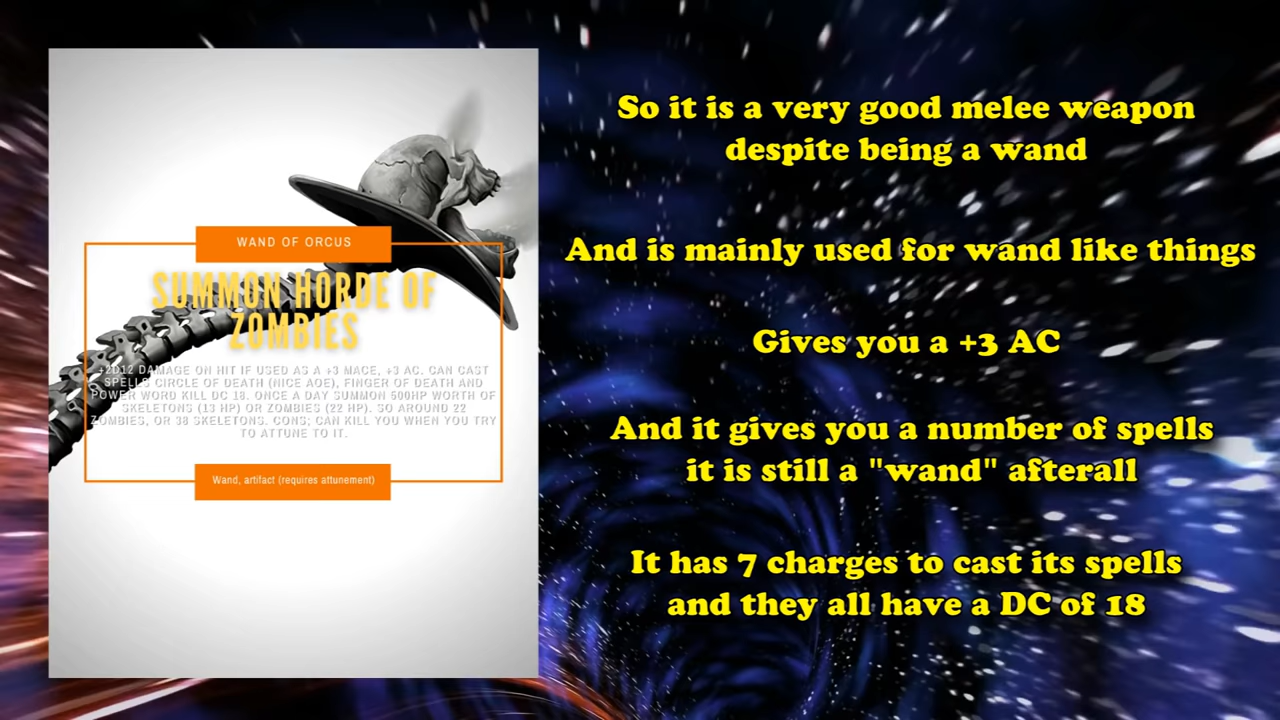 WAND OF ORCUS
SUMMON HORDE OF
ZOMBIES
+2D12 DAMAGE ON HIT IF USED AS A +3 MACE, +3 AC. CAN CAST
SPELLS CIRCLE OF DEATH (NICE AOE), FINGER OF DEATH AND
POWER WORD KILL DC 18. ONCE A DAY SUMMON 500HP WORTH OF
SKELETONS (13 HP) OR ZOMBIES (22 HP). SO AROUND 22
ZOMBIES, OR 38 SKELETONS. CONS; CAN KILL YOU WHEN YOU TRY
TO ATTUNE TO IT.
Wand, artifact (requires attunement)
So it is a very good melee weapon
despite being a wand
And is mainly used for wand like things
Gives you a +3 AC
And it gives you a number of spells
it is still a "wand" afterall
It has 7 charges to cast its spells
and they all have a DC of 18